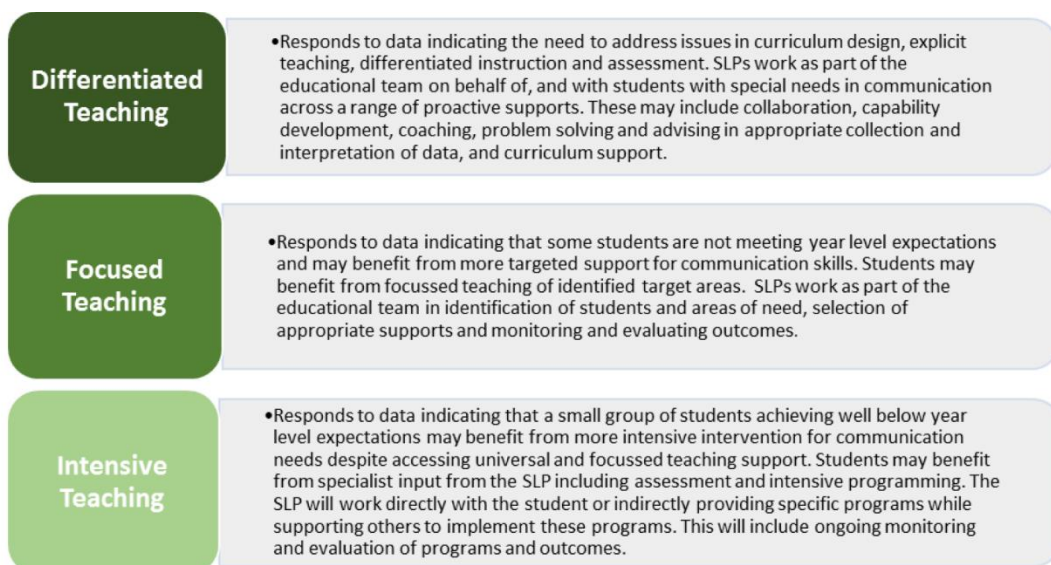 Differentiated
Teaching
•Responds to data indicating the need to address issues in curriculum design, explicit
teaching, differentiated instruction and assessment. SLPs work as part of the
educational team on behalf of, and with students with special needs in communication
across a range of proactive supports. These may include collaboration, capability
development, coaching, problem solving and advising in appropriate collection and
interpretation of data, and curriculum support.
Focused
Teaching
•Responds to data indicating that some students are not meeting year level expectations
and may benefit from more targeted support for communication skills. Students may
benefit from focussed teaching of identified target areas.  SLPs work as part of the
educational team in identification of students and areas of need, selection of
appropriate supports and monitoring and evaluating outcomes.
Intensive
Teaching
•Responds to data indicating that a small group of students achieving well below year
level expectations may benefit from more intensive intervention for communication
needs despite accessing universal and focussed teaching support. Students may benefit
from specialist input from the SLP including assessment and intensive programming. The
SLP will work directly with the student or indirectly providing specific programs while
supporting others to implement these programs. This will include ongoing monitoring
and evaluation of programs and outcomes.